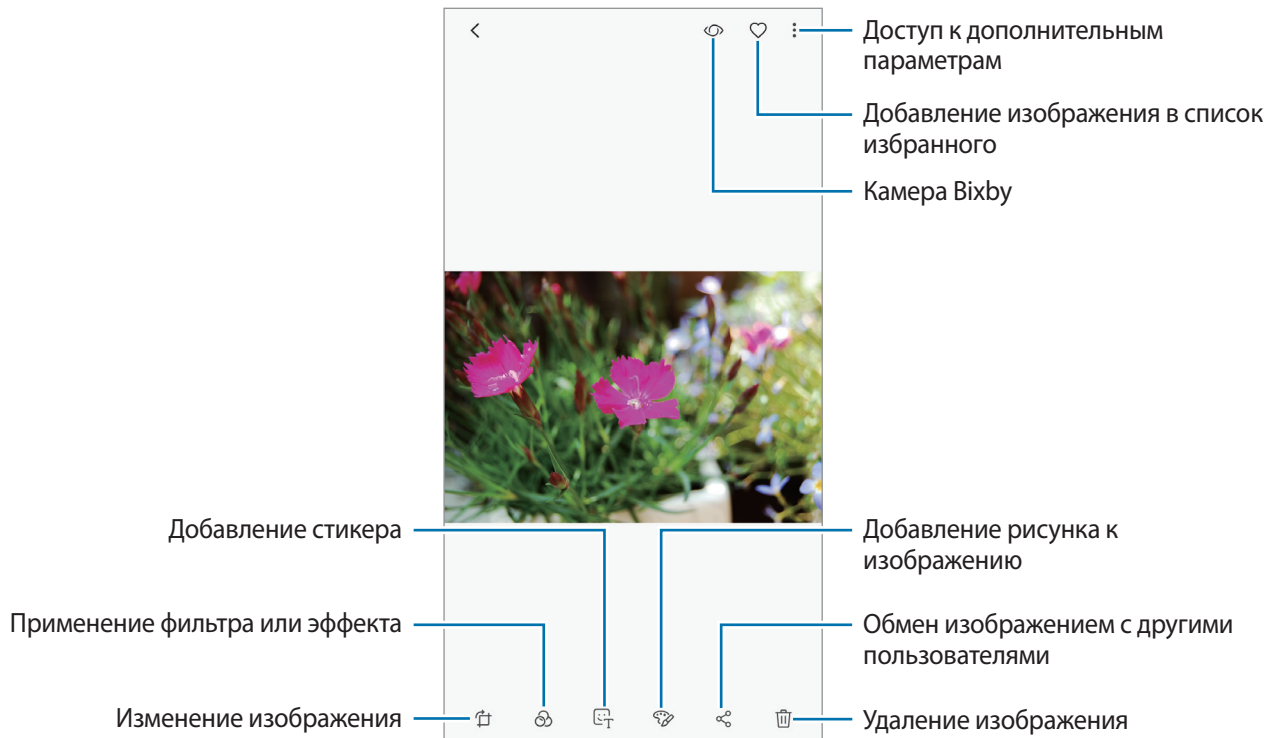 Доступ к дополнительным
параметрам
Добавление изображения в список
избранного
Камера Bixby
Добавление стикера
Добавление рисунка к
изображению
Применение фильтра или эффекта
Обмен изображением с другими
пользователями
Изменение изображения
Удаление изображения